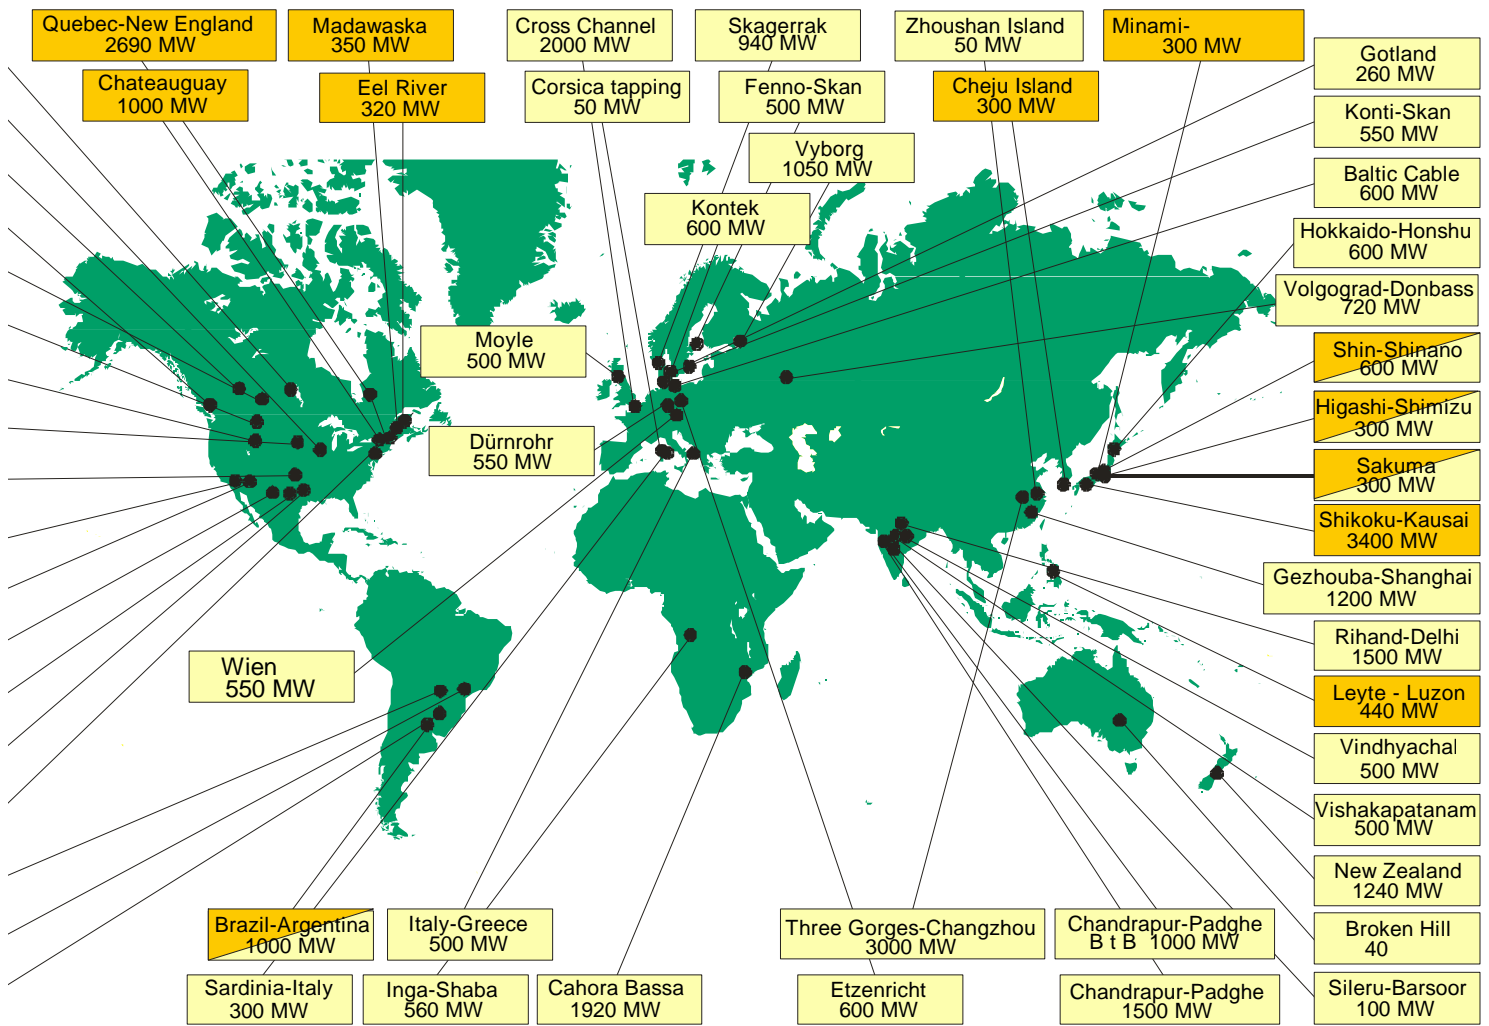 Quebec-New England
2690 MW
Madawaska
350 MW
Cross Channel
2000 MW
Skagerrak
940 MW
Zhoushan Island
50 MW
Minami-
300 MW
Gotland
260 MW
Chateauguay
1000 MW
Eel River
320 MW
Corsica tapping
50 MW
Fenno-Skan
500 MW
Cheju Island
300 MW
Konti-Skan
550 MW
Vyborg
1050 MW
Baltic Cable
600 MW
Kontek
600 MW
Hokkaido-Honshu
600 MW
Volgograd-Donbass
720 MW
Moyle
500 MW
Shin-Shinano
600 MW
Higashi-Shimizu
300 MW
Dürnrohr
550 MW
Sakuma
300 MW
Shikoku-Kausai
3400 MW
Gezhouba-Shanghai
1200 MW
Rihand-Delhi
1500 MW
Wien
550 MW
Leyte - Luzon
440 MW
Vindhyachal
500 MW
Vishakapatanam
500 MW
New Zealand
1240 MW
Brazil-Argentina
1000 MW
Italy-Greece
500 MW
Three Gorges-Changzhou
3000 MW
Chandrapur-Padghe
B t B 1000 MW
Broken Hill
40
Sardinia-Italy
300 MW
Inga-Shaba
560 MW
Cahora Bassa
1920 MW
Etzenricht
600 MW
Chandrapur-Padghe
1500 MW
Sileru-Barsoor
100 MW